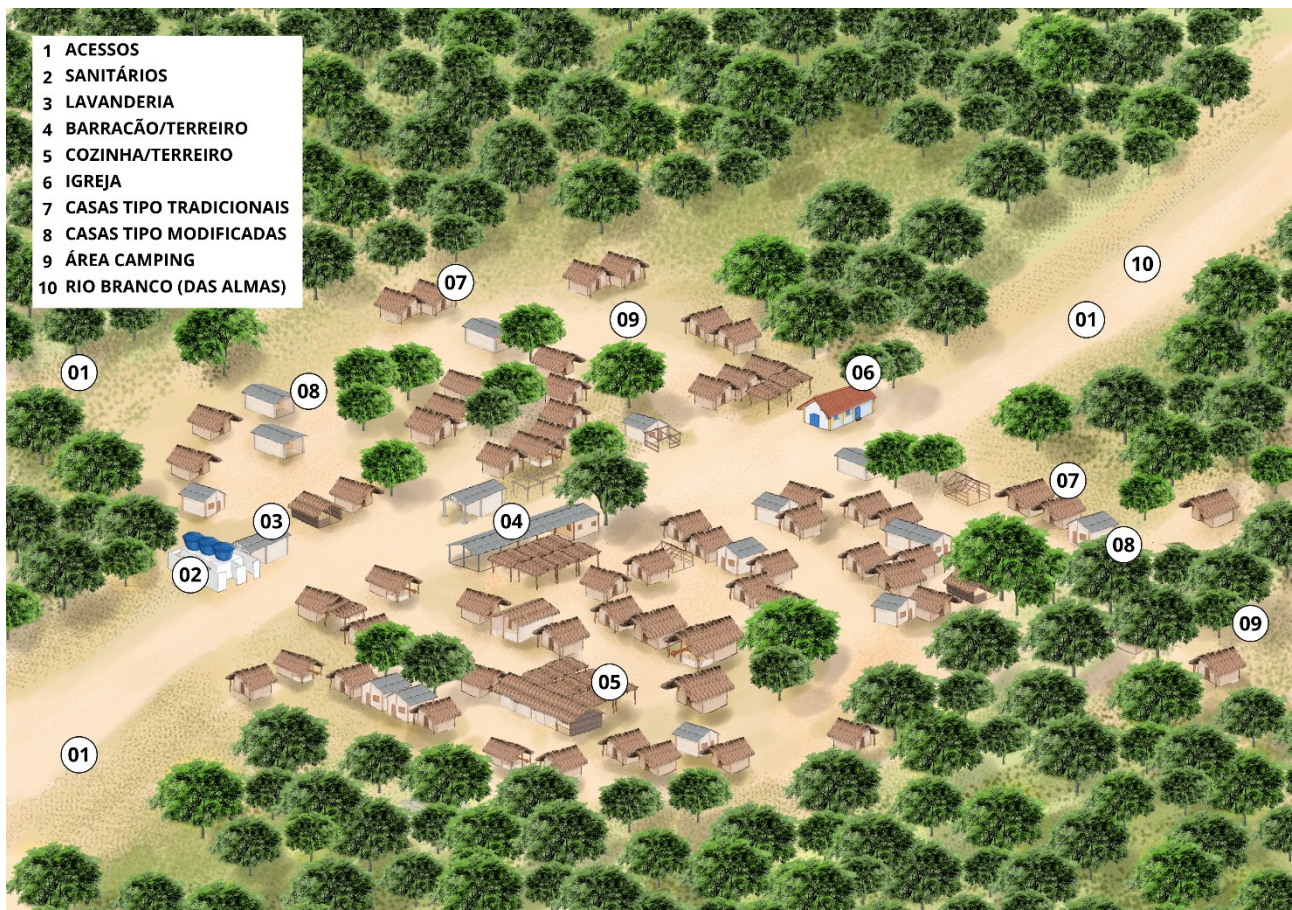 1 ACESSOS
2 SANITÁRIOS
3 LAVANDERIA
4 BARRACÃO/TERREIRO
5 COZINHA/TERREIRO
6 IGREJA
7 CASAS TIPO TRADICIONAIS
8 CASAS TIPO MODIFICADAS
9 ÁREA CAMPING
10 RIO BRANCO (DAS ALMAS)
10
07
09
01
01
06
08
07
03
04
08
02
09
05
01